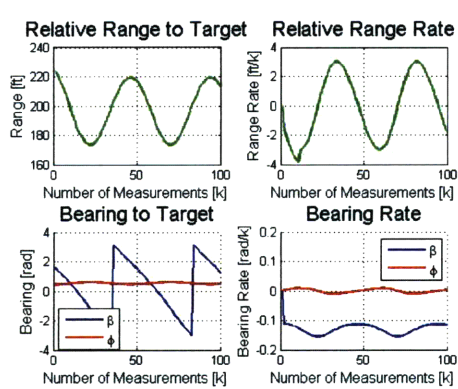 Relative Range to Target
Range [ft]
240
220
200
180
160
0
50
100
Number of Measurements [k]
Relative Range Rate
Range Rate [ft/k]
4
2
0
-2
-4
0
50
100
Number of Measurements [k]
Bearing to Target
Bearing [rad]
4
2
0
-2
-4
β
ϕ
0
50
100
Number of Measurements [k]
Bearing Rate
Bearing Rate [rad/k]
0.2
0.1
0
-0.1
-0.2
β
ϕ
0
50
100
Number of Measurements [k]